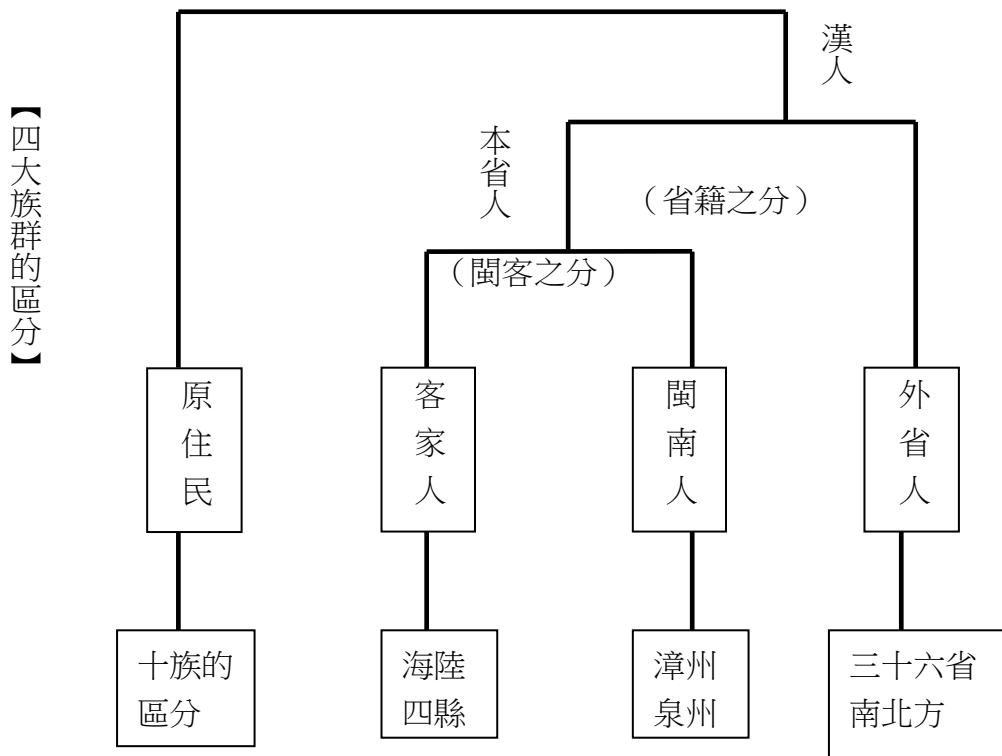 【四大族群的區分】
漢人
本省人
（省籍之分）
（閩客之分）
原住民
客家人
閩南人
外省人
十族的
區分
海陸
四縣
漳州
泉州
三十六省
南北方